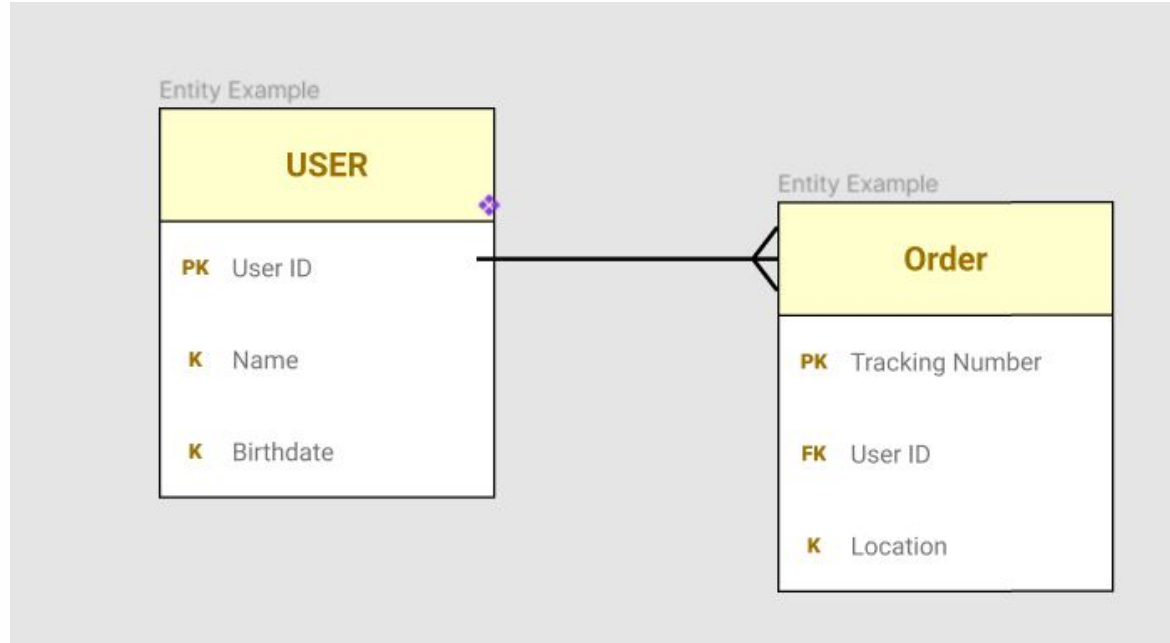 Entity Example
USER
PK User ID
K Name
K Birthdate
Entity Example
Order
PK Tracking Number
FK User ID
K Location